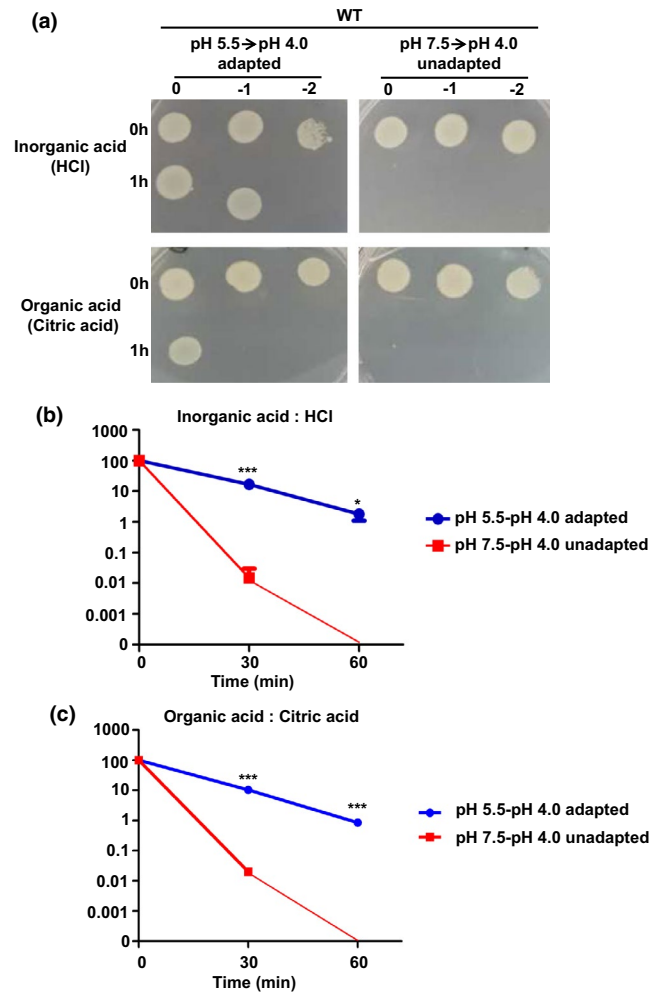 (a)
WT
pH 5.5→pH 4.0 adapted
pH 7.5→pH 4.0 unadapted
0 -1 -2 0 -1 -2
Inorganic acid (HCl)
0h
1h
Organic acid (Citric acid)
0h
1h
(b)
Inorganic acid : HCl
1000
100
10
1
0.1
0.01
0.001
0
***
*
pH 5.5-pH 4.0 adapted
pH 7.5-pH 4.0 unadapted
0 30 60
Time (min)
(c)
Organic acid : Citric acid
1000
100
10
1
0.1
0.01
0.001
0
***
***
pH 5.5-pH 4.0 adapted
pH 7.5-pH 4.0 unadapted
0 30 60
Time (min)